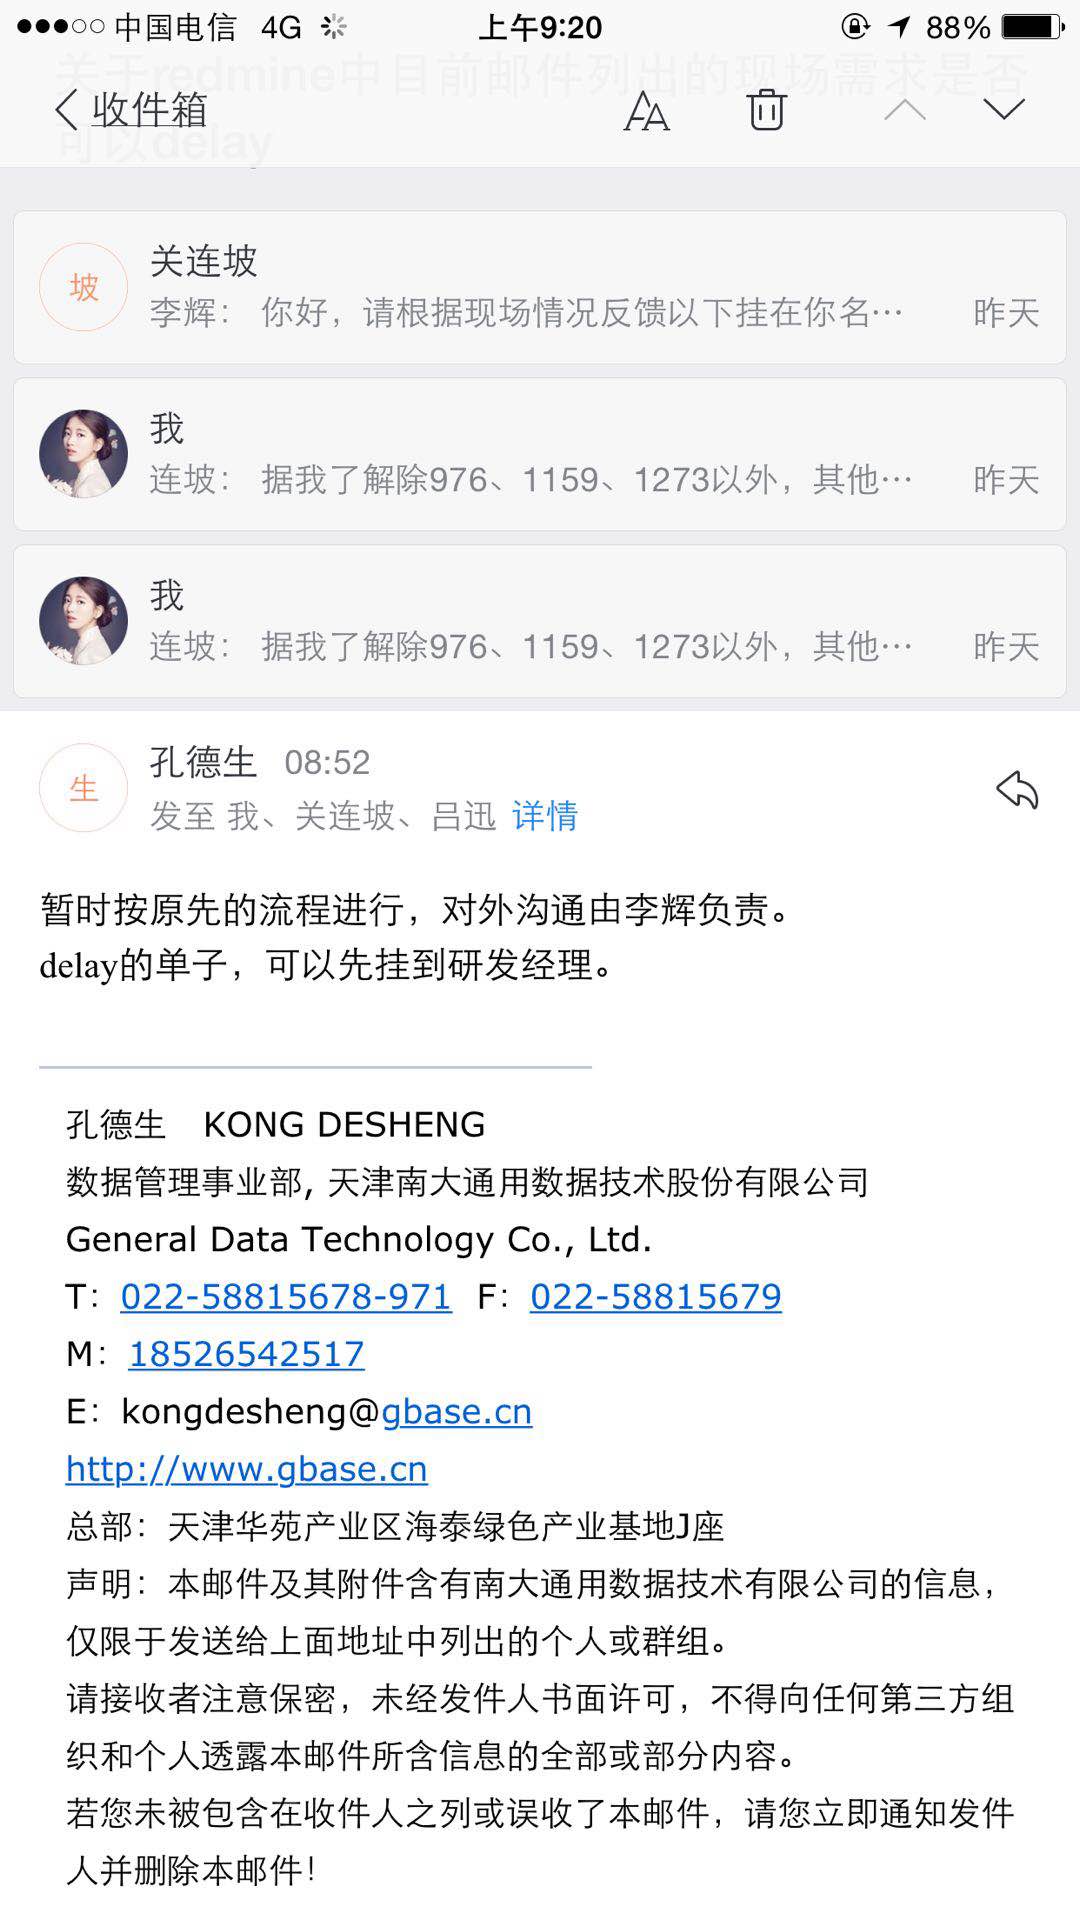 中国电信 4G 上午9:20 88%
关于redmine中目前邮件列出的现场需求是否
收件箱
可以delay
坡
关连坡
李辉： 你好，请根据现场情况反馈以下挂在你名… 昨天
我
连坡： 据我了解除976、1159、1273以外，其他… 昨天
我
连坡： 据我了解除976、1159、1273以外，其他… 昨天
生
孔德生 08:52
发至 我、关连坡、吕迅 详情
暂时按原先的流程进行，对外沟通由李辉负责。
delay的单子，可以先挂到研发经理。
孔德生 KONG DESHENG
数据管理事业部, 天津南大通用数据技术股份有限公司
General Data Technology Co., Ltd.
T: 022-58815678-971 F: 022-58815679
M: 18526542517
E: kongdesheng@gbase.cn
http://www.gbase.cn
总部：天津华苑产业区海泰绿色产业基地J座
声明：本邮件及其附件含有南大通用数据技术有限公司的信息，
仅限于发送给上面地址中列出的个人或群组。
请接收者注意保密，未经发件人书面许可，不得向任何第三方组
织和个人透露本邮件所含信息的全部或部分内容。
若您未被包含在收件人之列或误收了本邮件，请您立即通知发件
人并删除本邮件！